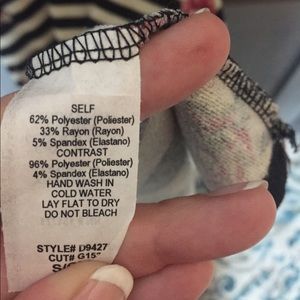 SELF
62% Polyester (Poliester)
33% Rayon (Rayon)
5% Spandex (Elastano)
CONTRAST
96% Polyester (Poliester)
4% Spandex (Elastano)
HAND WASH IN
COLD WATER
LAY FLAT TO DRY
DO NOT BLEACH
STYLE# D9427
CUT#